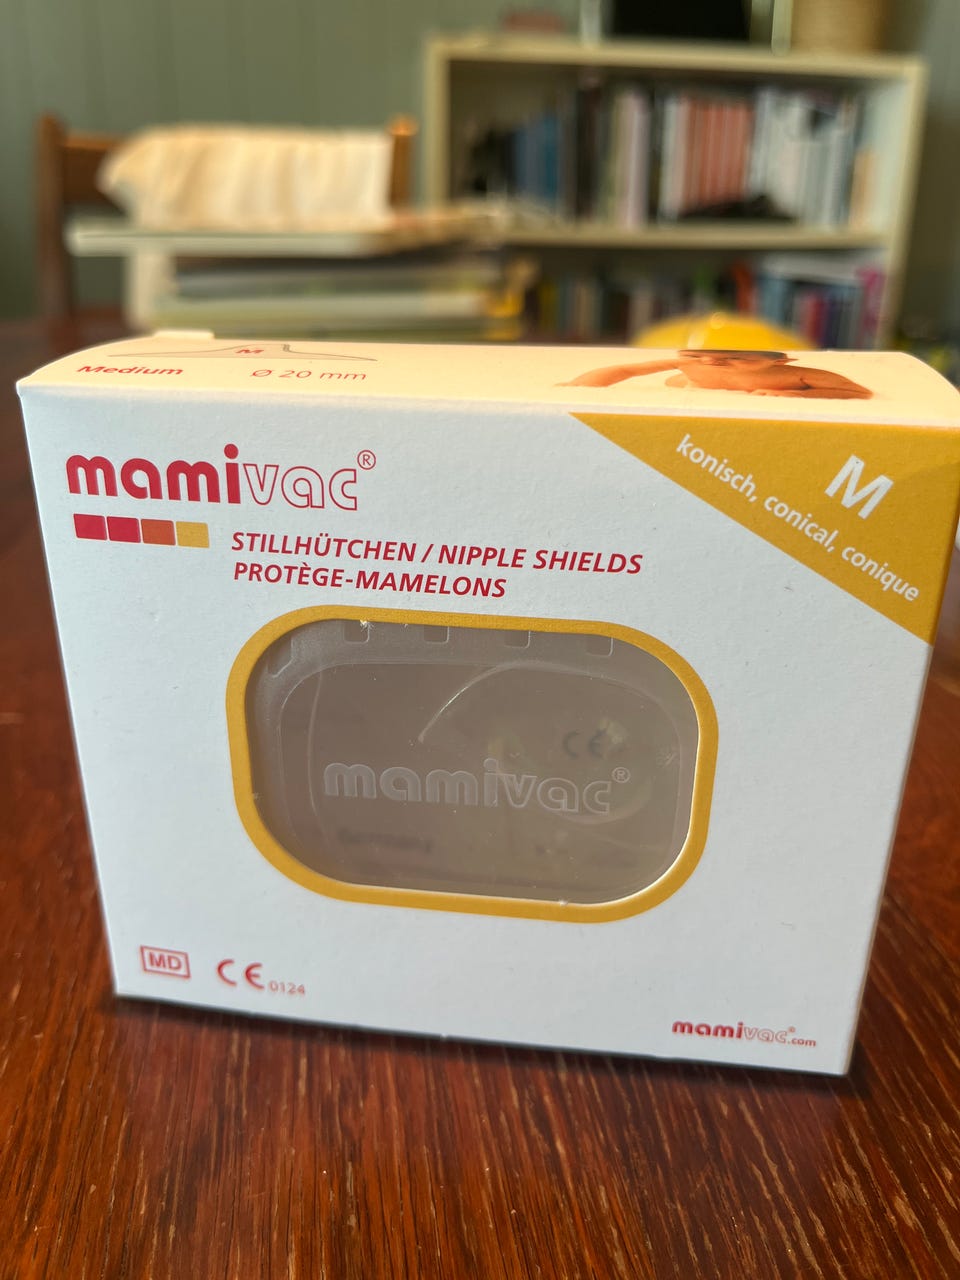 M
Medium
Ø 20 mm
mamivac®
STILLHÜTCHEN / NIPPLE SHIELDS
PROTÈGE-MAMELONS
M
konisch, conical, conique
CE
mamivac®
MD
CE 0124
mamivac®.com